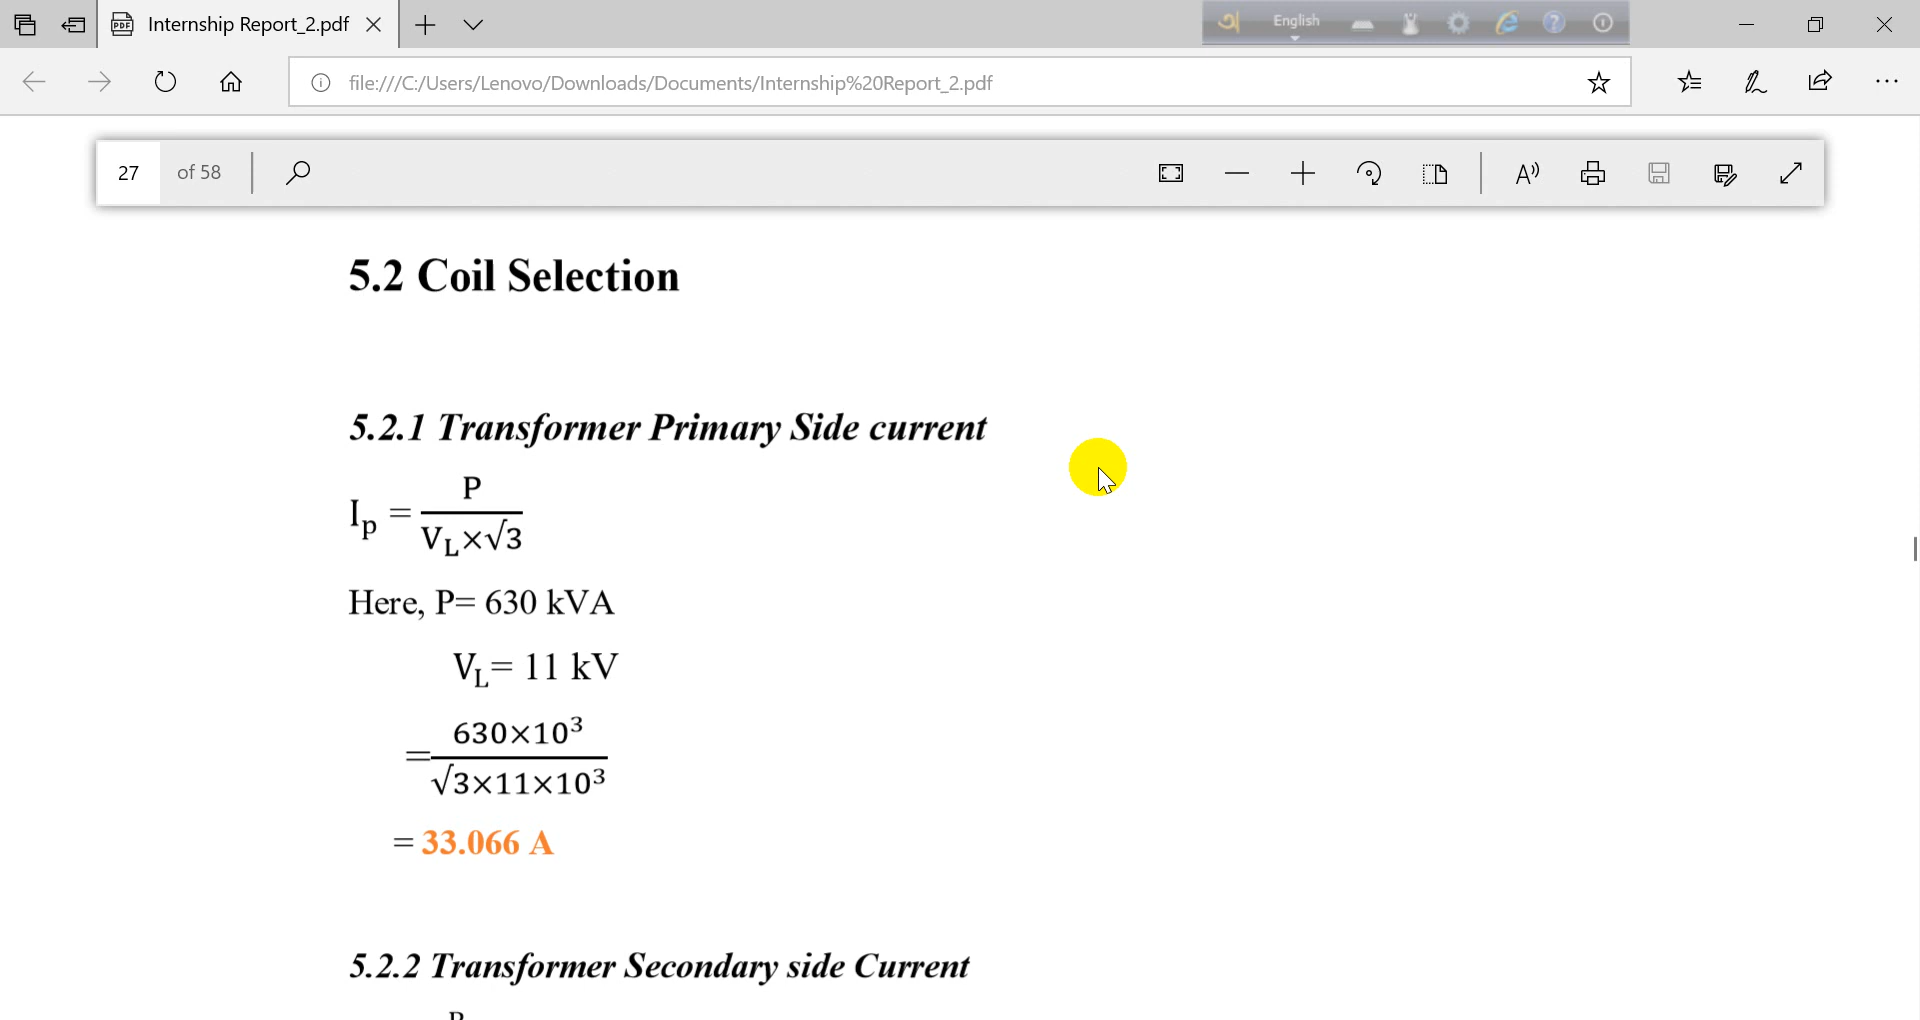 Internship Report_2.pdf
English
file:///C:/Users/Lenovo/Downloads/Documents/Internship%20Report_2.pdf
27 of 58
5.2 Coil Selection
5.2.1 Transformer Primary Side current
Iₚ = P / V_L×√3
Here, P= 630 kVA
V_L= 11 kV
= 630×10³ / √3×11×10³
= 33.066 A
5.2.2 Transformer Secondary side Current